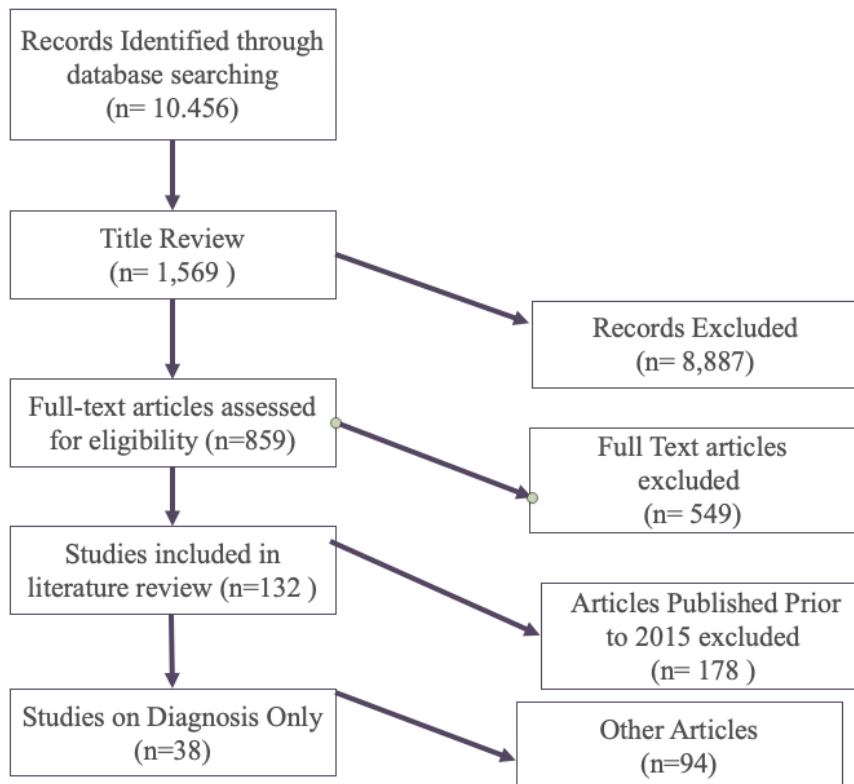 Records Identified through
database searching
(n= 10.456)
Title Review
(n= 1,569 )
Records Excluded
(n= 8,887)
Full-text articles assessed
for eligibility (n=859)
Full Text articles
excluded
(n= 549)
Studies included in
literature review (n=132 )
Articles Published Prior
to 2015 excluded
(n= 178 )
Studies on Diagnosis Only
(n=38)
Other Articles
(n=94)